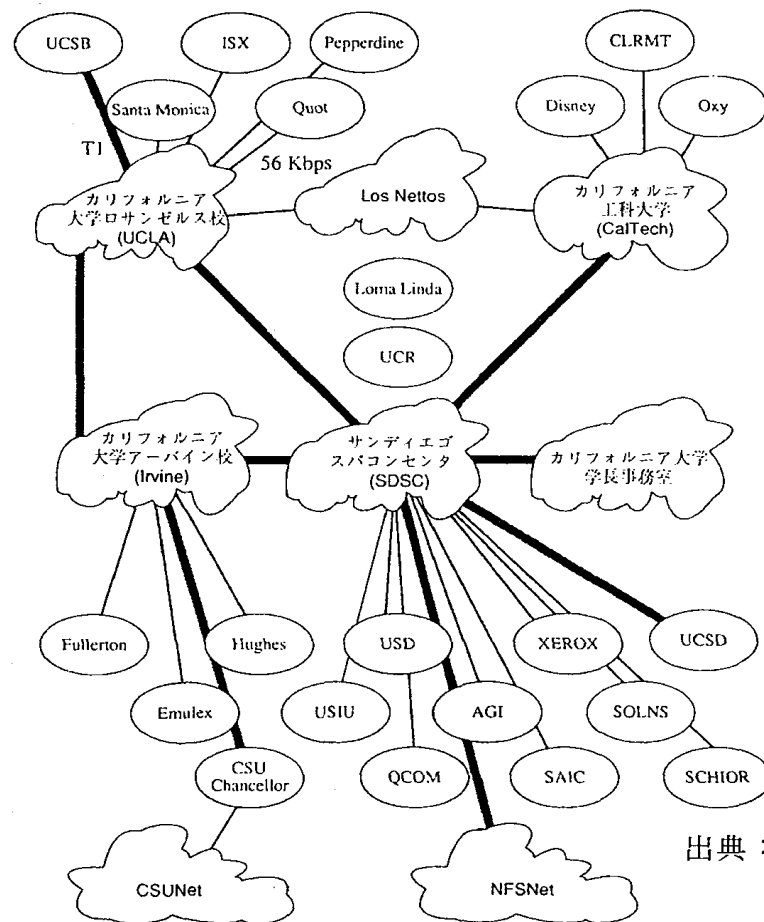 UCSB
ISX
Pepperdine
CLRMT
Santa Monica
Quot
Disney
Oxy
T1
56 Kbps
カリフォルニア
大学ロサンゼルス校
(UCLA)
Los Nettos
カリフォルニア
工科大学
(CalTech)
Loma Linda
UCR
カリフォルニア
大学アーバイン校
(Irvine)
サンディエゴ
スパコンセンタ
(SDSC)
カリフォルニア大学
学長事務室
Fullerton
Hughes
USD
XEROX
UCSD
Emulex
USIU
AGI
SOLNS
CSU
Chancellor
QCOM
SAIC
SCHIOR
出典:
CSUNet
NFSNet